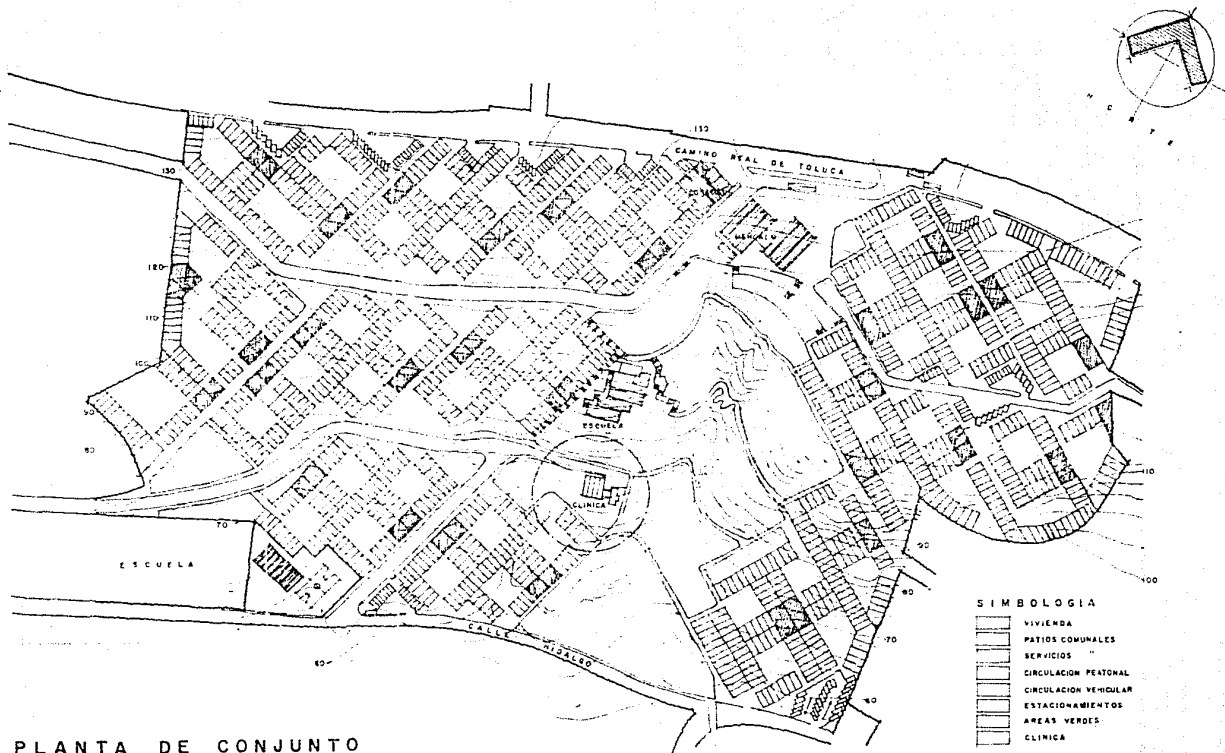 NORTE
130
CAMINO REAL DE TOLUCA
130
MERCADO
120
110
100
90
80
ESCUELA
CLINICA
110
70
ESCUELA
90
100
80
CALLE HIDALGO
70
60
60
SIMBOLOGIA
VIVIENDA
PATIOS COMUNALES
SERVICIOS "
CIRCULACION PEATONAL
CIRCULACION VEHICULAR
ESTACIONAMIENTOS
AREAS VERDES
CLINICA
PLANTA DE CONJUNTO